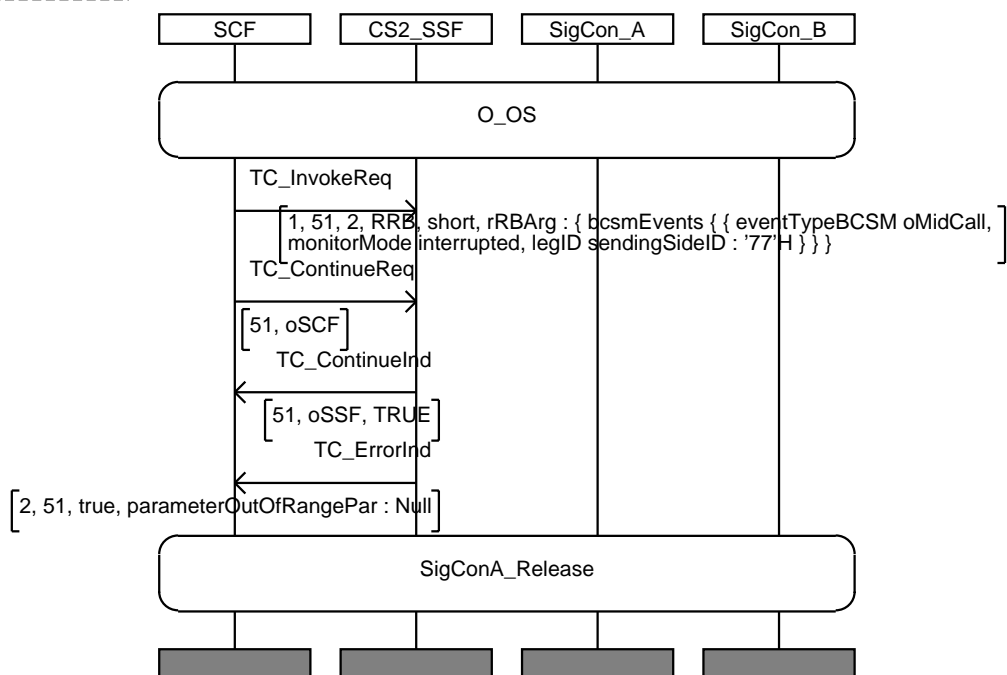 SCF CS2_SSF SigCon_A SigCon_B
O_OS
TC_InvokeReq
1, 51, 2, RRB, short, rRBArg : { bcsmEvents { { eventTypeBCSM oMidCall,
monitorMode interrupted, legID sendingSideID : '77'H } } }
TC_ContinueReq
51, oSCF
TC_ContinueInd
51, oSSF, TRUE
TC_ErrorInd
2, 51, true, parameterOutOfRangePar : Null
SigConA_Release